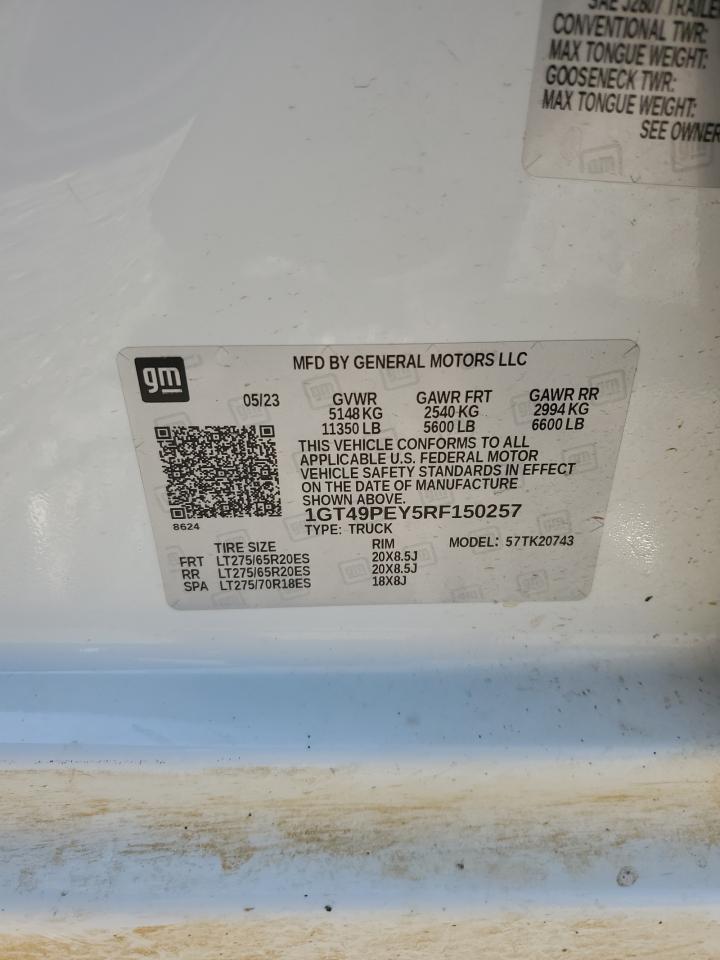 SAE J2807 TRAILE
CONVENTIONAL TWR:
MAX TONGUE WEIGHT:
GOOSENECK TWR:
MAX TONGUE WEIGHT:
SEE OWNER
gm
MFD BY GENERAL MOTORS LLC
05/23 GVWR GAWR FRT GAWR RR
5148 KG 2540 KG 2994 KG
11350 LB 5600 LB 6600 LB
THIS VEHICLE CONFORMS TO ALL
APPLICABLE U.S. FEDERAL MOTOR
VEHICLE SAFETY STANDARDS IN EFFECT
ON THE DATE OF MANUFACTURE
SHOWN ABOVE.
1GT49PEY5RF150257
8624 TYPE: TRUCK
TIRE SIZE RIM MODEL: 57TK20743
FRT LT275/65R20ES 20X8.5J
RR LT275/65R20ES 20X8.5J
SPA LT275/70R18ES 18X8J